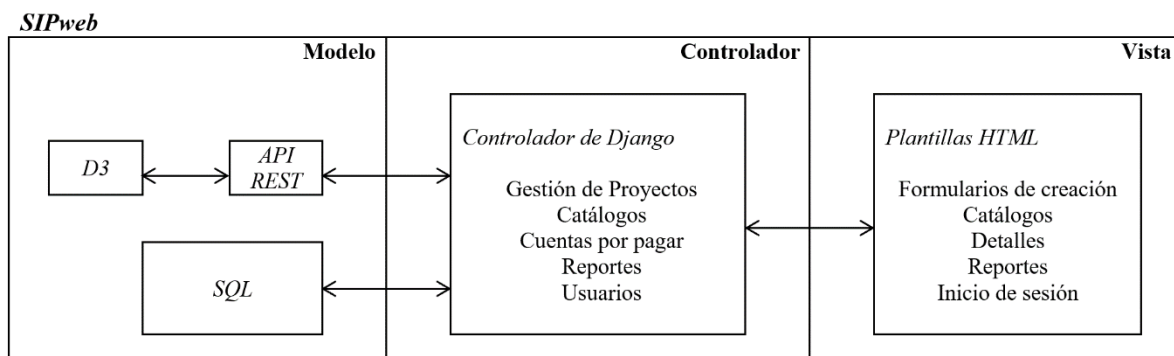 SIPweb
Modelo
Controlador
Vista
D3
API
REST
SQL
Controlador de Django
Gestión de Proyectos
Catálogos
Cuentas por pagar
Reportes
Usuarios
Plantillas HTML
Formularios de creación
Catálogos
Detalles
Reportes
Inicio de sesión